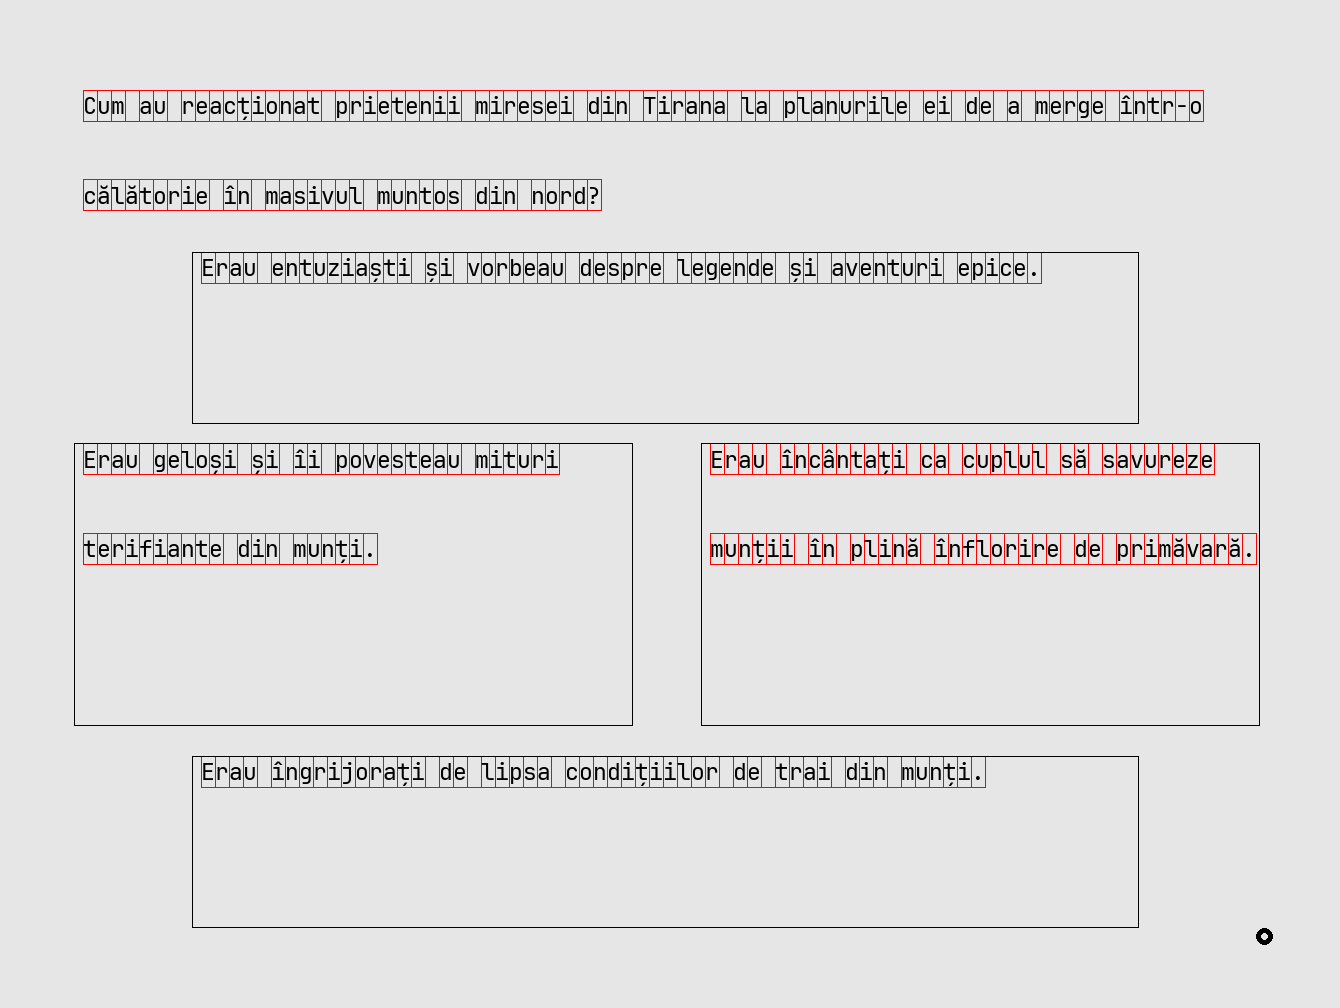 Cum au reacționat prietenii miresei din Tirana la planurile ei de a merge într-o
călătorie în masivul muntos din nord?
Erau entuziaști și vorbeau despre legende și aventuri epice.
Erau geloși și îi povesteau mituri
terifiante din munți.
Erau încântați ca cuplul să savureze
munții în plină înflorire de primăvară.
Erau îngrijorați de lipsa condițiilor de trai din munți.